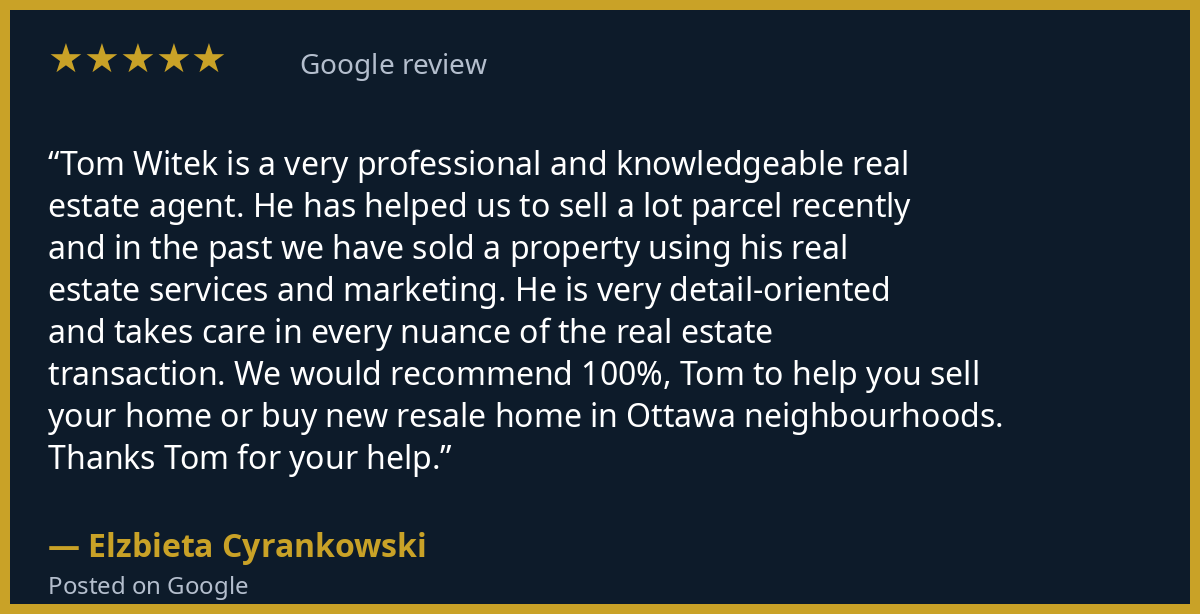 ★★★★★ Google review
“Tom Witek is a very professional and knowledgeable real
estate agent. He has helped us to sell a lot parcel recently
and in the past we have sold a property using his real
estate services and marketing. He is very detail-oriented
and takes care in every nuance of the real estate
transaction. We would recommend 100%, Tom to help you sell
your home or buy new resale home in Ottawa neighbourhoods.
Thanks Tom for your help.”
— Elzbieta Cyrankowski
Posted on Google